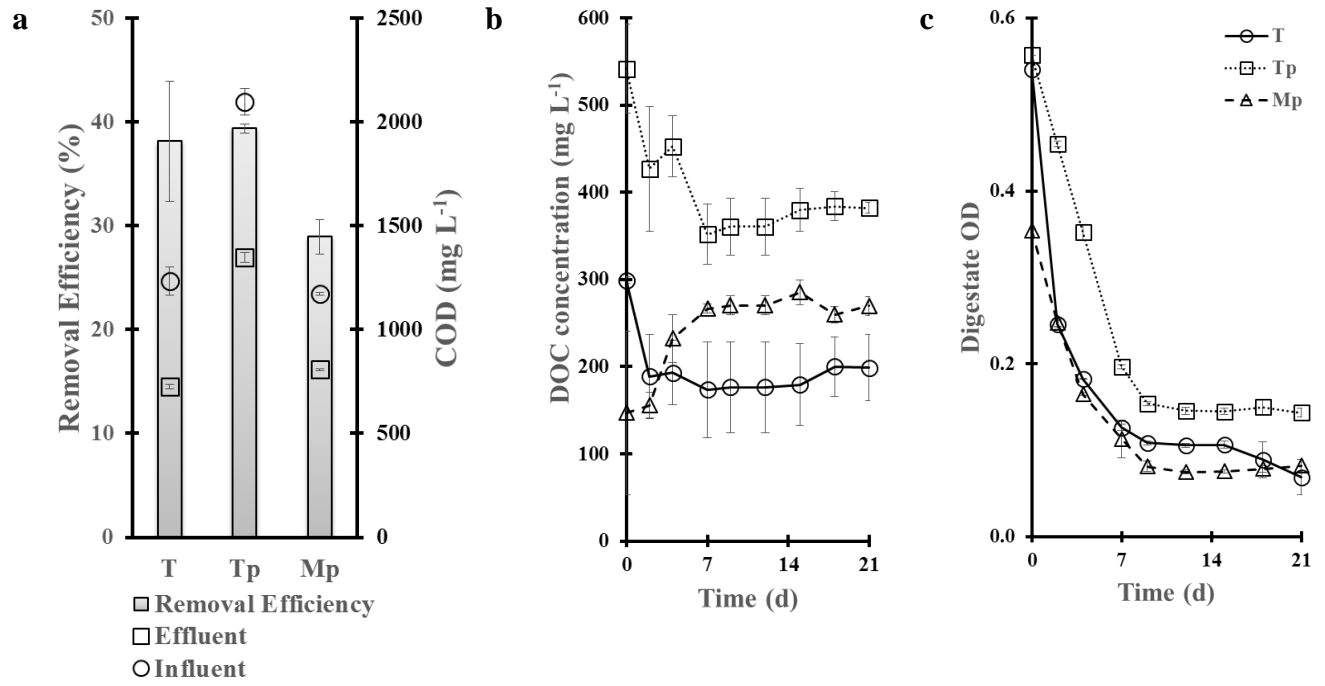 a
50
40
30
20
10
0
Removal Efficiency (%)
2500
2000
1500
1000
500
0
COD (mg L⁻¹)
T Tp Mp
Removal Efficiency
Effluent
Influent
b
600
500
400
300
200
100
0
DOC concentration (mg L⁻¹)
0 7 14 21
Time (d)
c
0.6
0.4
0.2
0.0
Digestate OD
0 7 14 21
Time (d)
T
Tp
Mp